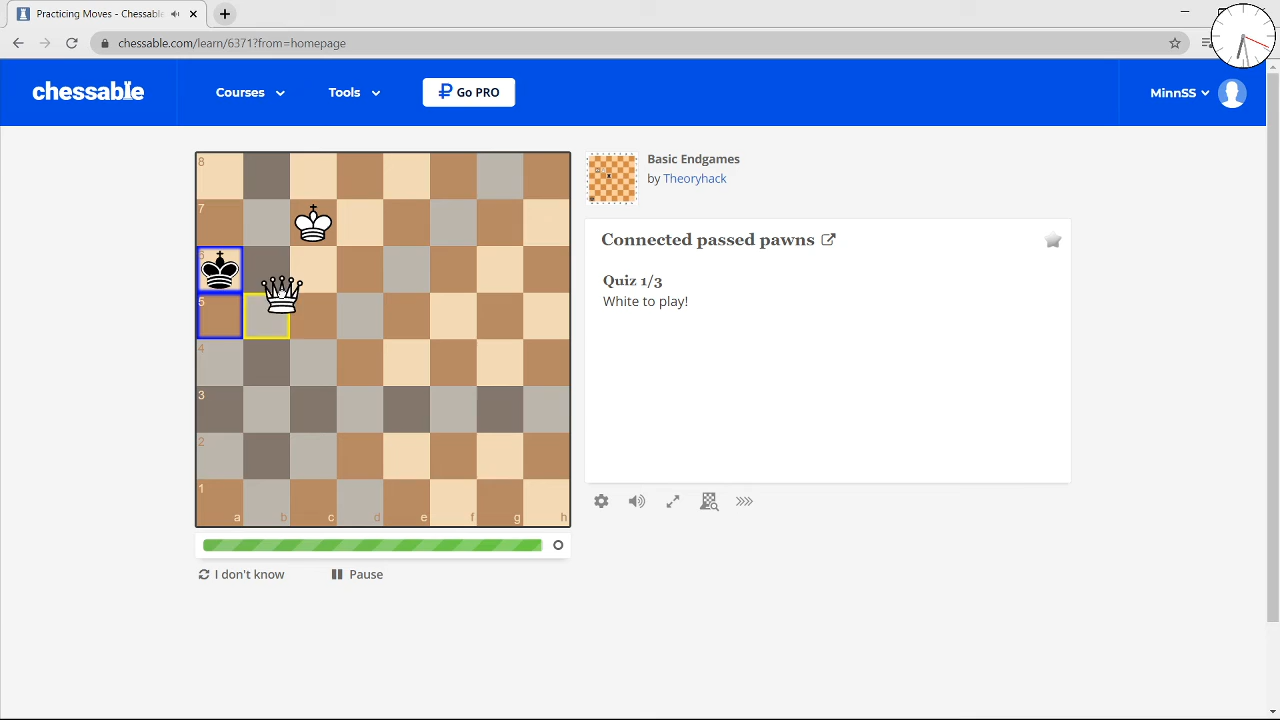 Practicing Moves - Chessable
chessable.com/learn/6371?from=homepage
chessable
Courses
Tools
Go PRO
MinnSS
Basic Endgames
by Theoryhack
Connected passed pawns
Quiz 1/3
White to play!
8
7
5
4
3
2
1
a b c d e f g h
I don't know
Pause